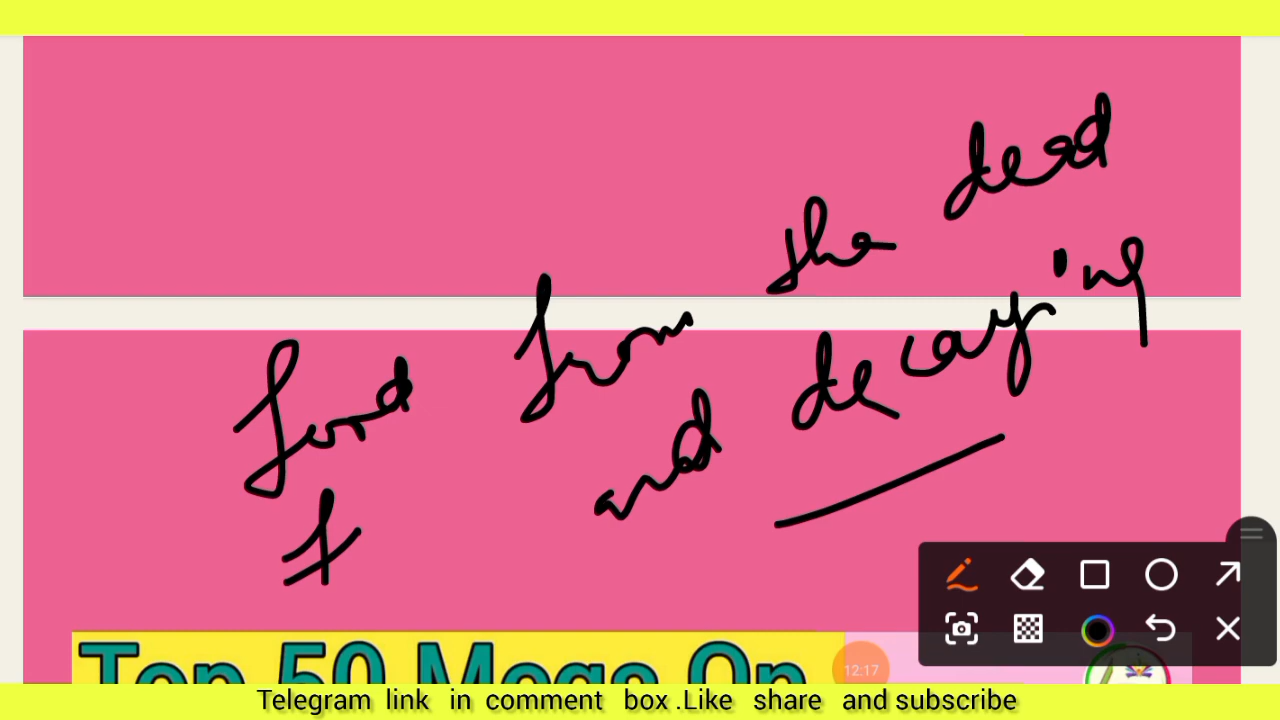 food from the dead
and decaying
f
Top 50 Mega Qn
12:17
Telegram link in comment box .Like share and subscribe